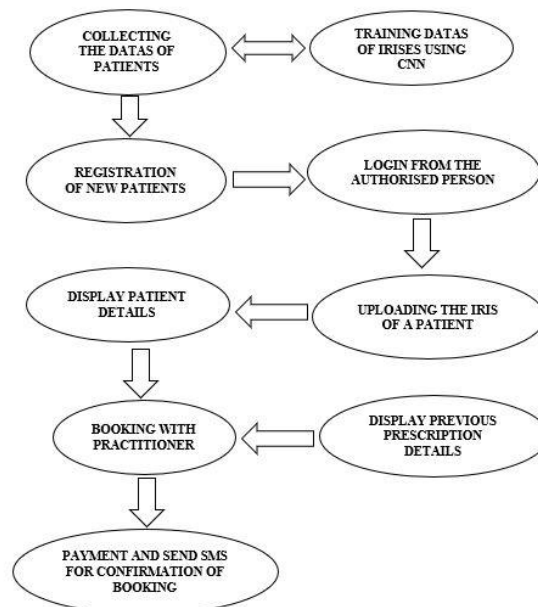 COLLECTING
THE DATAS OF
PATIENTS
TRAINING DATAS
OF IRISES USING
CNN
REGISTRATION
OF NEW PATIENTS
LOGIN FROM THE
AUTHORISED PERSON
DISPLAY PATIENT
DETAILS
UPLOADING THE IRIS
OF A PATIENT
BOOKING WITH
PRACTITIONER
DISPLAY PREVIOUS
PRESCRIPTION
DETAILS
PAYMENT AND SEND SMS
FOR CONFIRMATION OF
BOOKING